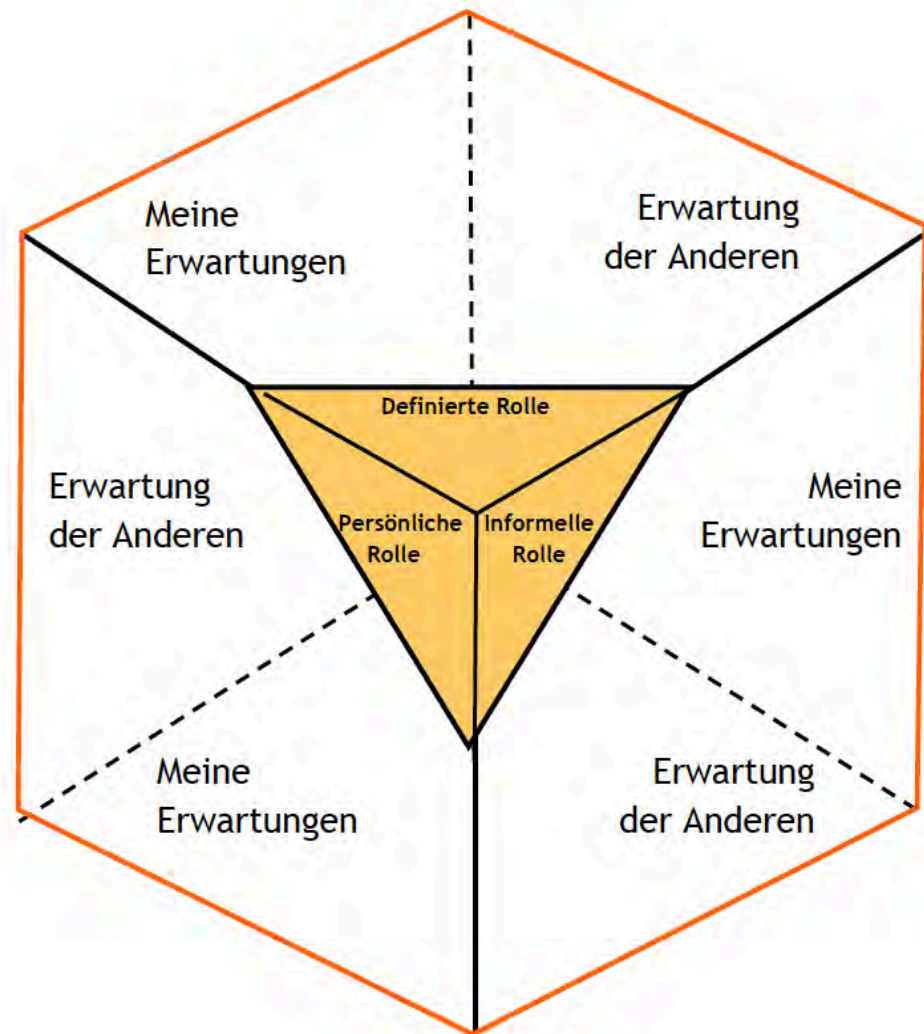 Meine
Erwartungen
Erwartung
der Anderen
Definierte Rolle
Erwartung
der Anderen
Persönliche
Rolle
Informelle
Rolle
Meine
Erwartungen
Meine
Erwartungen
Erwartung
der Anderen